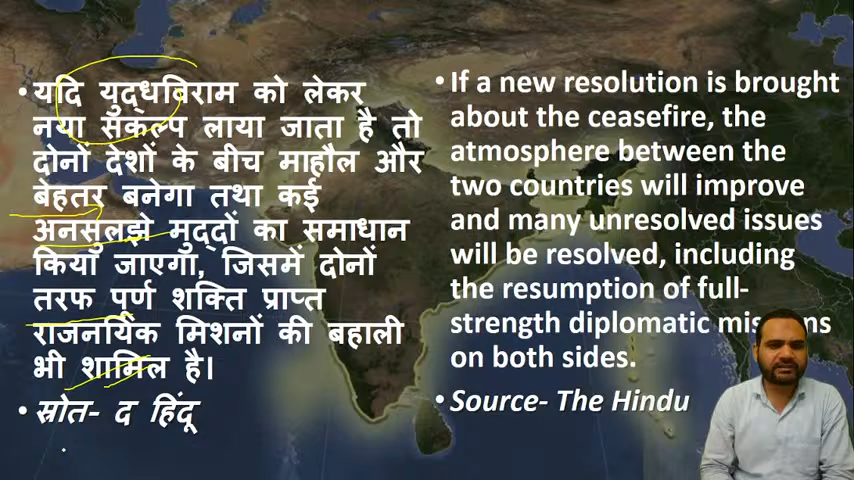 • यदि युद्धविराम को लेकर
नया संकल्प लाया जाता है तो
दोनों देशों के बीच माहौल और
बेहतर बनेगा तथा कई
अनसुलझे मुद्दों का समाधान
किया जाएगा, जिसमें दोनों
तरफ पूर्ण शक्ति प्राप्त
राजनयिक मिशनों की बहाली
भी शामिल है।
• स्रोत- द हिंदू
• If a new resolution is brought
about the ceasefire, the
atmosphere between the
two countries will improve
and many unresolved issues
will be resolved, including
the resumption of full-
strength diplomatic
on both sides.
• Source- The Hindu